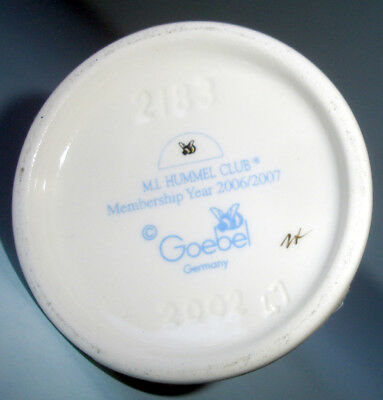 2183
M.I. HUMMEL CLUB®
Membership Year 2006/2007
© Goebel
Germany
2002